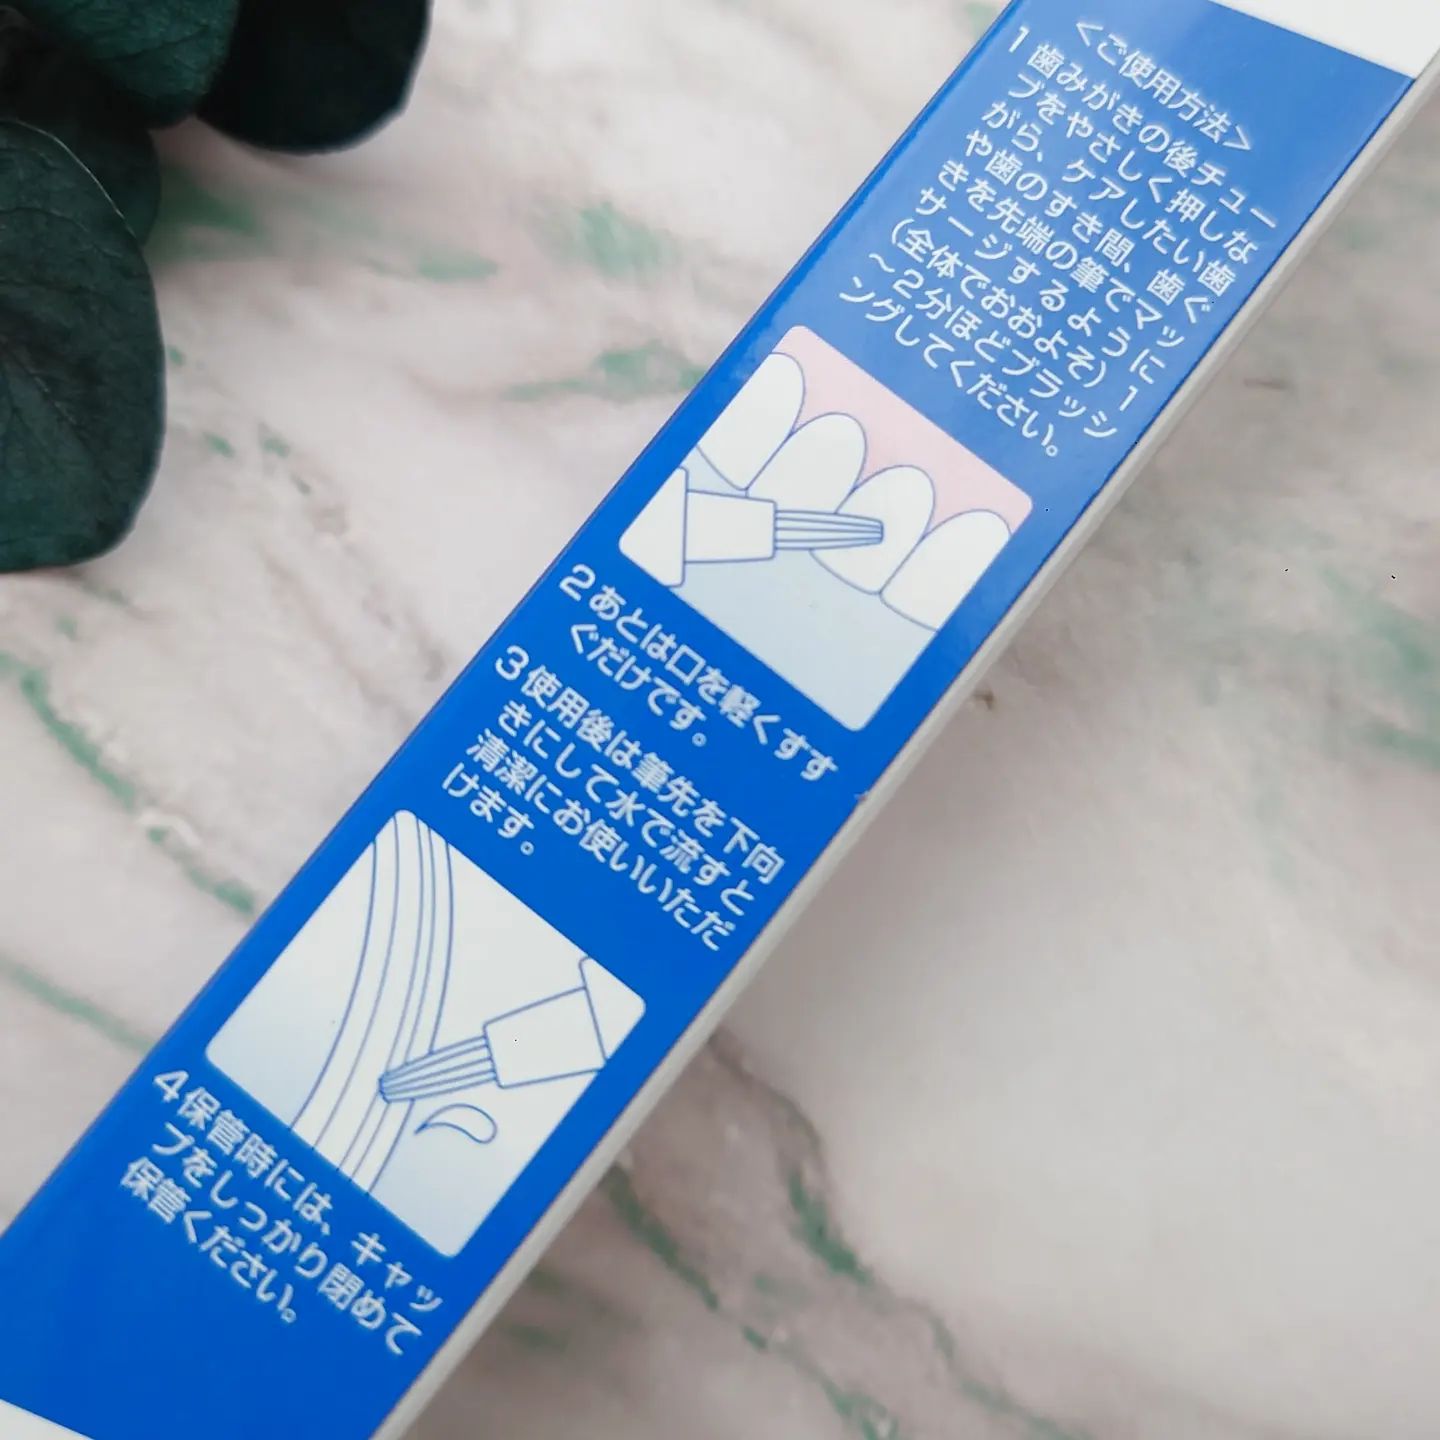 <ご使用方法>
1 歯みがきの後チュー
ブをやさしく押しな
がら、ケアしたい歯
や歯のすき間、歯ぐ
きを先端の筆でマッ
サージするように
(全体でおおよそ)1
~2分ほどブラッシ
ングしてください。
2 あとは口を軽くすす
ぐだけです。
3 使用後は筆先を下向
きにして水で流すと
清潔にお使いいただ
けます。
4 保管時には、キャッ
プをしっかり閉めて
保管ください。